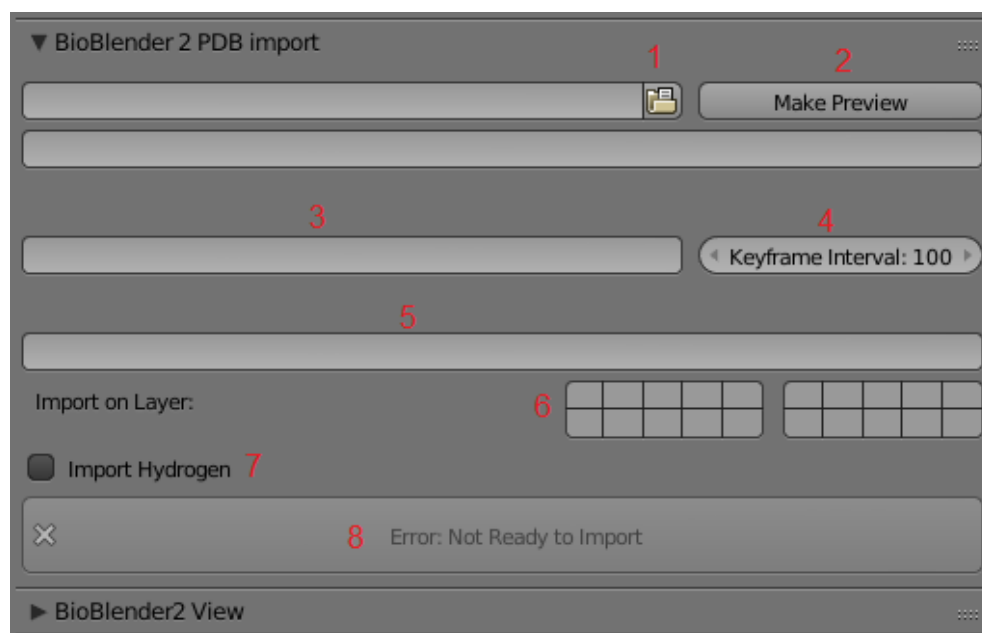 BioBlender 2 PDB import
1
2
Make Preview
3
4
Keyframe Interval: 100
5
Import on Layer:
6
Import Hydrogen 7
8 Error: Not Ready to Import
BioBlender2 View